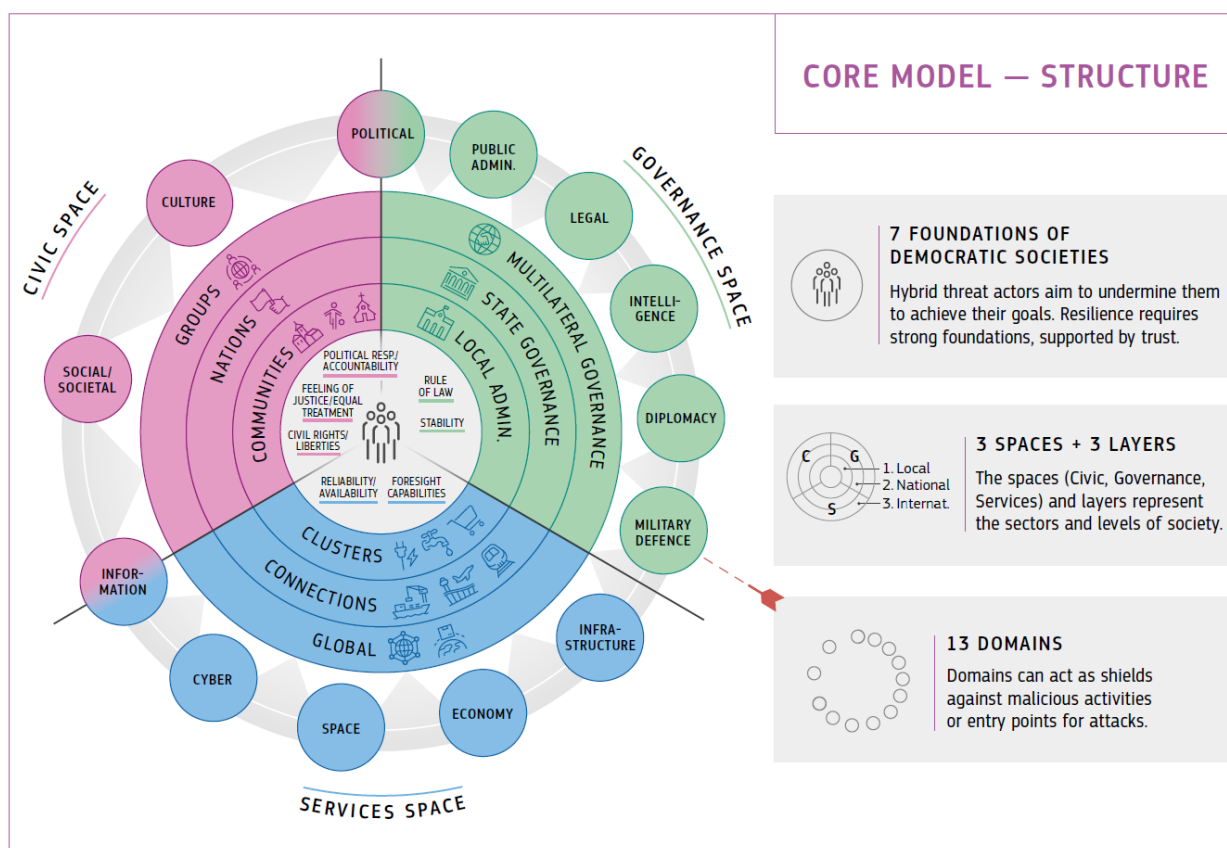 CORE MODEL — STRUCTURE
CIVIC SPACE
GOVERNANCE SPACE
SERVICES SPACE
POLITICAL
PUBLIC
ADMIN.
LEGAL
INTELLI-
GENCE
DIPLOMACY
MILITARY
DEFENCE
INFRA-
STRUCTURE
ECONOMY
SPACE
CYBER
INFOR-
MATION
SOCIAL/
SOCIETAL
CULTURE
GROUPS
NATIONS
COMMUNITIES
MULTILATERAL GOVERNANCE
STATE GOVERNANCE
LOCAL ADMIN.
CLUSTERS
CONNECTIONS
GLOBAL
POLITICAL RESP./
ACCOUNTABILITY
FEELING OF
JUSTICE/EQUAL
TREATMENT
CIVIL RIGHTS/
LIBERTIES
RULE
OF LAW
STABILITY
RELIABILITY/
AVAILABILITY
FORESIGHT
CAPABILITIES
7 FOUNDATIONS OF
DEMOCRATIC SOCIETIES
Hybrid threat actors aim to undermine them
to achieve their goals. Resilience requires
strong foundations, supported by trust.
C
G
S
1. Local
2. National
3. Internat.
3 SPACES + 3 LAYERS
The spaces (Civic, Governance,
Services) and layers represent
the sectors and levels of society.
13 DOMAINS
Domains can act as shields
against malicious activities
or entry points for attacks.